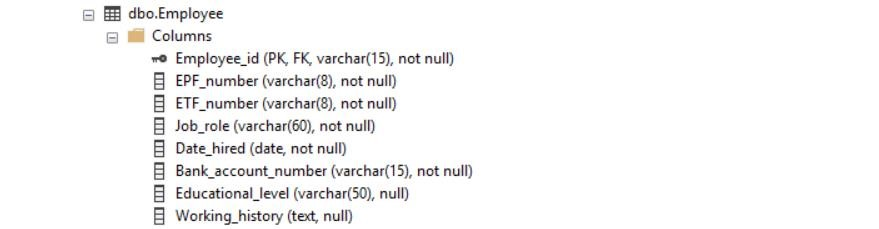 dbo.Employee
Columns
Employee_id (PK, FK, varchar(15), not null)
EPF_number (varchar(8), not null)
ETF_number (varchar(8), not null)
Job_role (varchar(60), not null)
Date_hired (date, not null)
Bank_account_number (varchar(15), not null)
Educational_level (varchar(50), null)
Working_history (text, null)